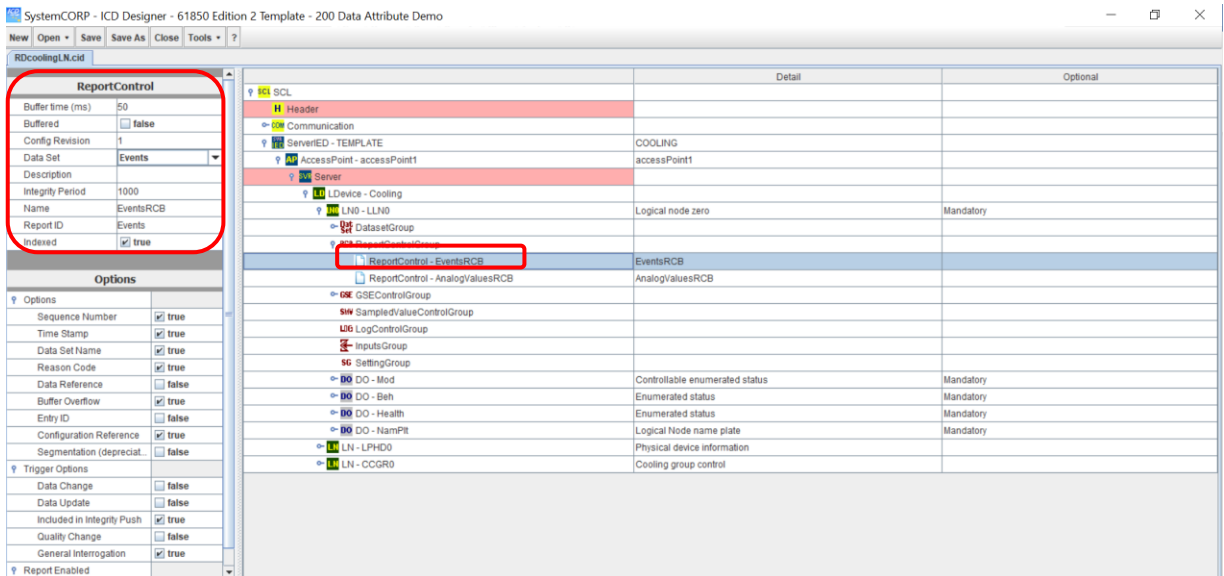 SystemCORP - ICD Designer - 61850 Edition 2 Template - 200 Data Attribute Demo
New Open Save Save As Close Tools ?
RDcoolingLN.cid
ReportControl
Buffer time (ms) 50
Buffered false
Config Revision 1
Data Set Events
Description
Integrity Period 1000
Name EventsRCB
Report ID Events
Indexed true
Options
Options
Sequence Number true
Time Stamp true
Data Set Name true
Reason Code true
Data Reference false
Buffer Overflow true
Entry ID false
Configuration Reference true
Segmentation (depreciat... false
Trigger Options
Data Change false
Data Update false
Included in Integrity Push true
Quality Change false
General Interrogation true
Report Enabled
Detail Optional
SCL SCL
H Header
COM Communication
ServerIED - TEMPLATE COOLING
AP AccessPoint - accessPoint1 accessPoint1
SVR Server
LD LDevice - Cooling
LN0 LN0 - LLN0 Logical node zero Mandatory
Dat Set DatasetGroup
ReportControlGroup
ReportControl - EventsRCB EventsRCB
ReportControl - AnalogValuesRCB AnalogValuesRCB
GSE GSEControlGroup
SMV SampledValueControlGroup
LOG LogControlGroup
InputsGroup
SG SettingGroup
DO DO - Mod Controllable enumerated status Mandatory
DO DO - Beh Enumerated status Mandatory
DO DO - Health Enumerated status Mandatory
DO DO - NamPlt Logical Node name plate Mandatory
LN LN - LPHD0 Physical device information
LN LN - CCGR0 Cooling group control